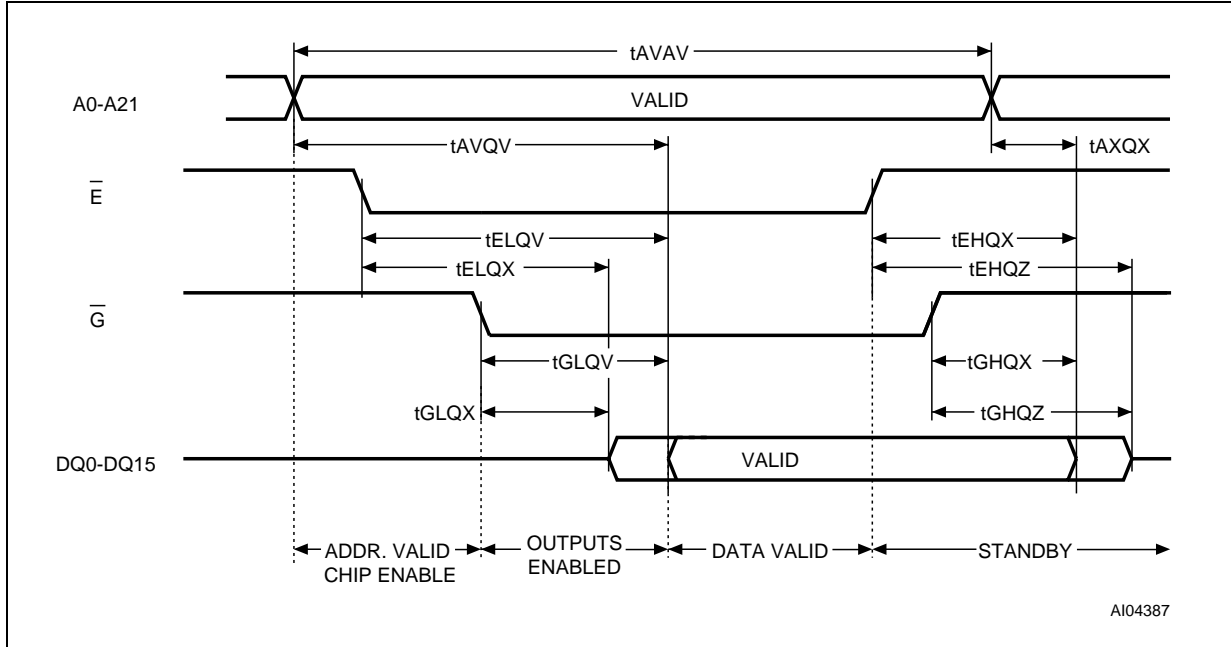 tAVAV
A0-A21
VALID
tAVQV
tAXQX
E
tELQV
tEHQX
tELQX
tEHQZ
G
tGLQV
tGHQX
tGLQX
tGHQZ
DQ0-DQ15
VALID
ADDR. VALID
CHIP ENABLE
OUTPUTS
ENABLED
DATA VALID
STANDBY
AI04387